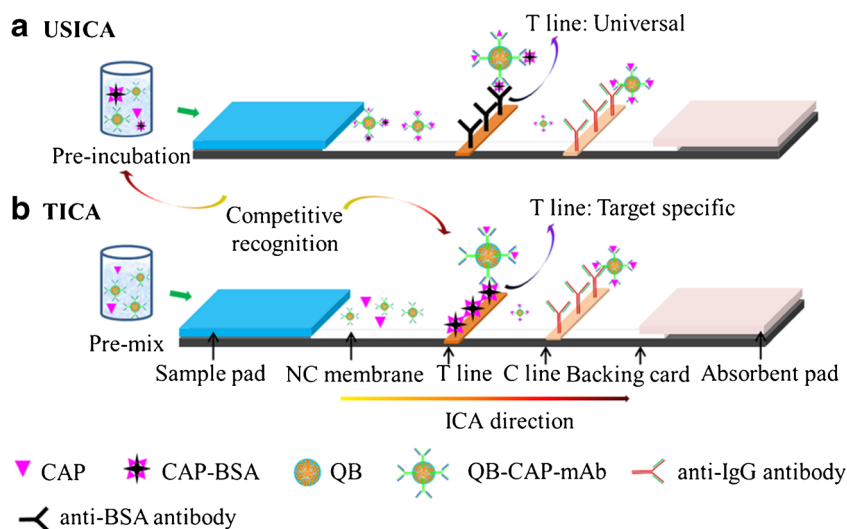 a USICA
T line: Universal
Pre-incubation
b TICA
Competitive
recognition
T line: Target specific
Pre-mix
Sample pad NC membrane T line C line Backing card Absorbent pad
ICA direction
CAP CAP-BSA QB QB-CAP-mAb anti-IgG antibody
anti-BSA antibody